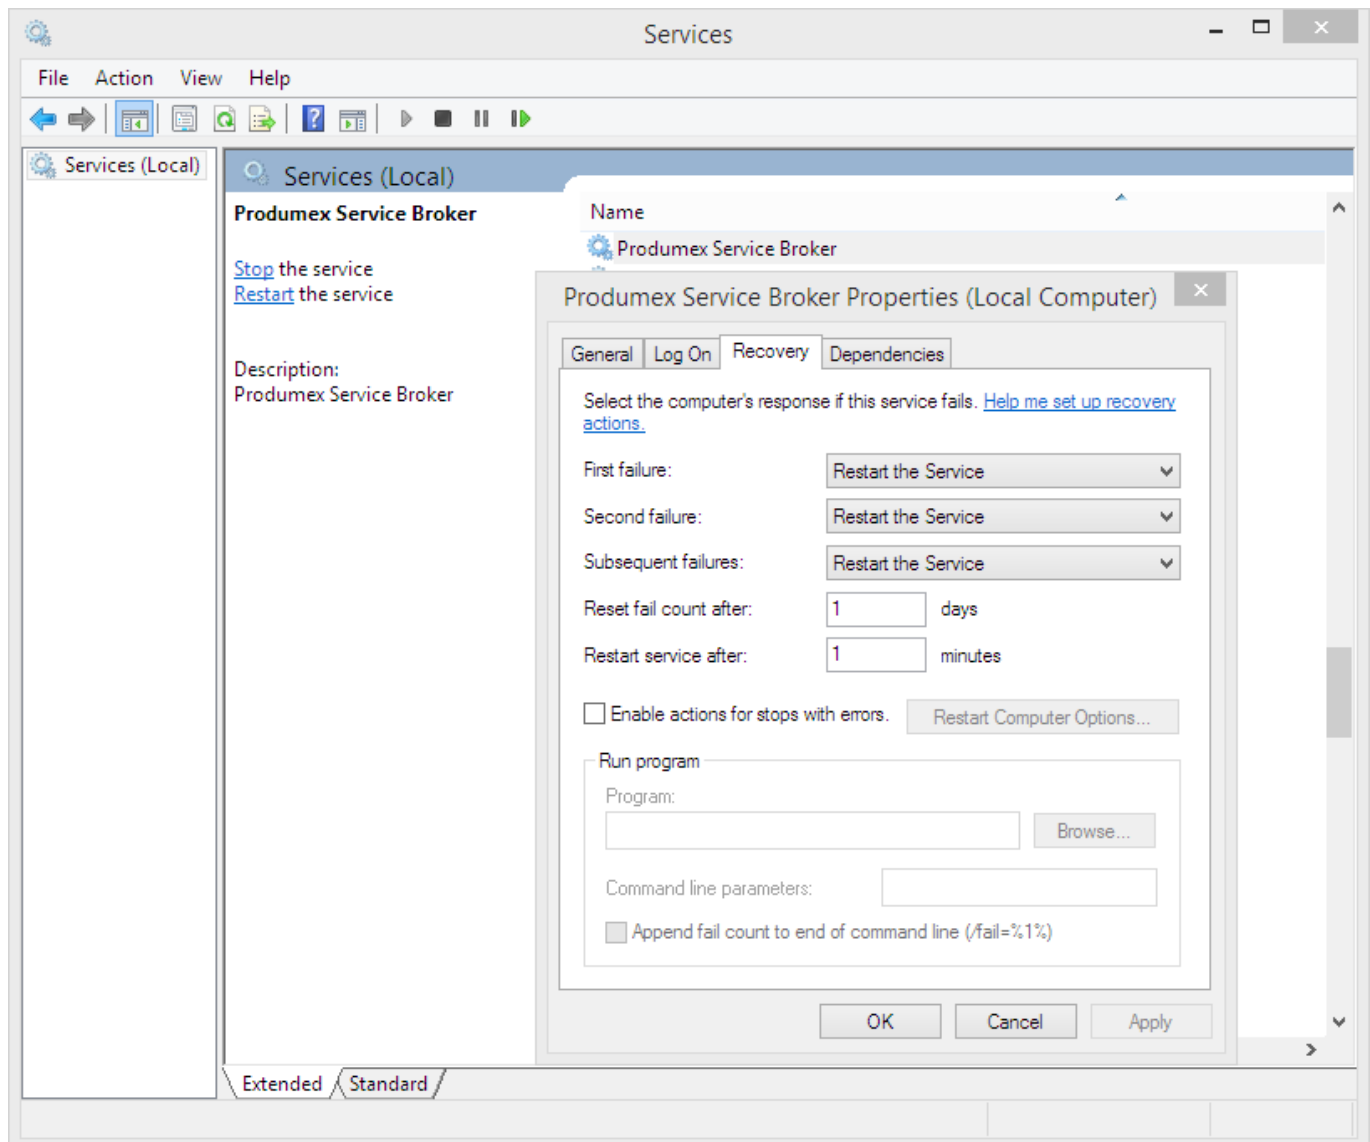 Services
File Action View Help
Services (Local)
Services (Local)
Produmex Service Broker
Stop the service
Restart the service
Description:
Produmex Service Broker
Name
Produmex Service Broker
Produmex Service Broker Properties (Local Computer)
General Log On Recovery Dependencies
Select the computer's response if this service fails. Help me set up recovery
actions.
First failure: Restart the Service
Second failure: Restart the Service
Subsequent failures: Restart the Service
Reset fail count after: 1 days
Restart service after: 1 minutes
Enable actions for stops with errors. Restart Computer Options...
Run program
Program:
Browse...
Command line parameters:
Append fail count to end of command line (/fail=%1%)
OK Cancel Apply
Extended Standard